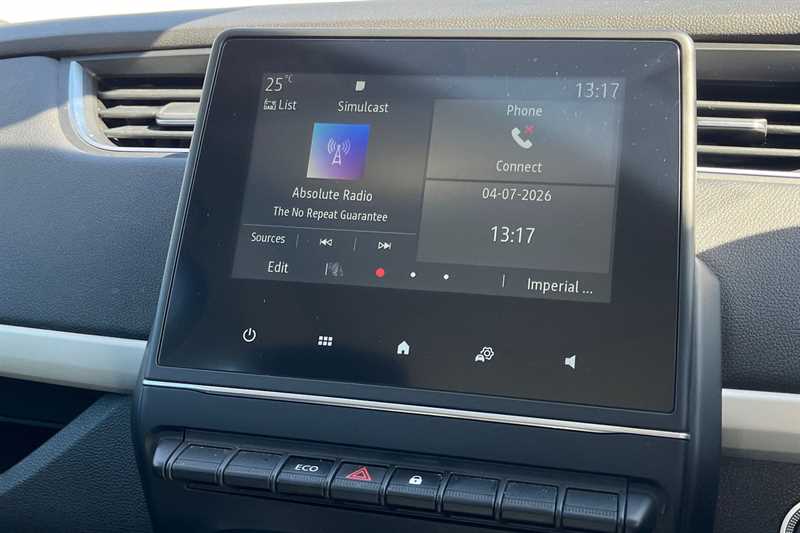 25°C
13:17
List
Simulcast
Phone
Connect
Absolute Radio
The No Repeat Guarantee
04-07-2026
13:17
Sources
Edit
Imperial ...
ECO